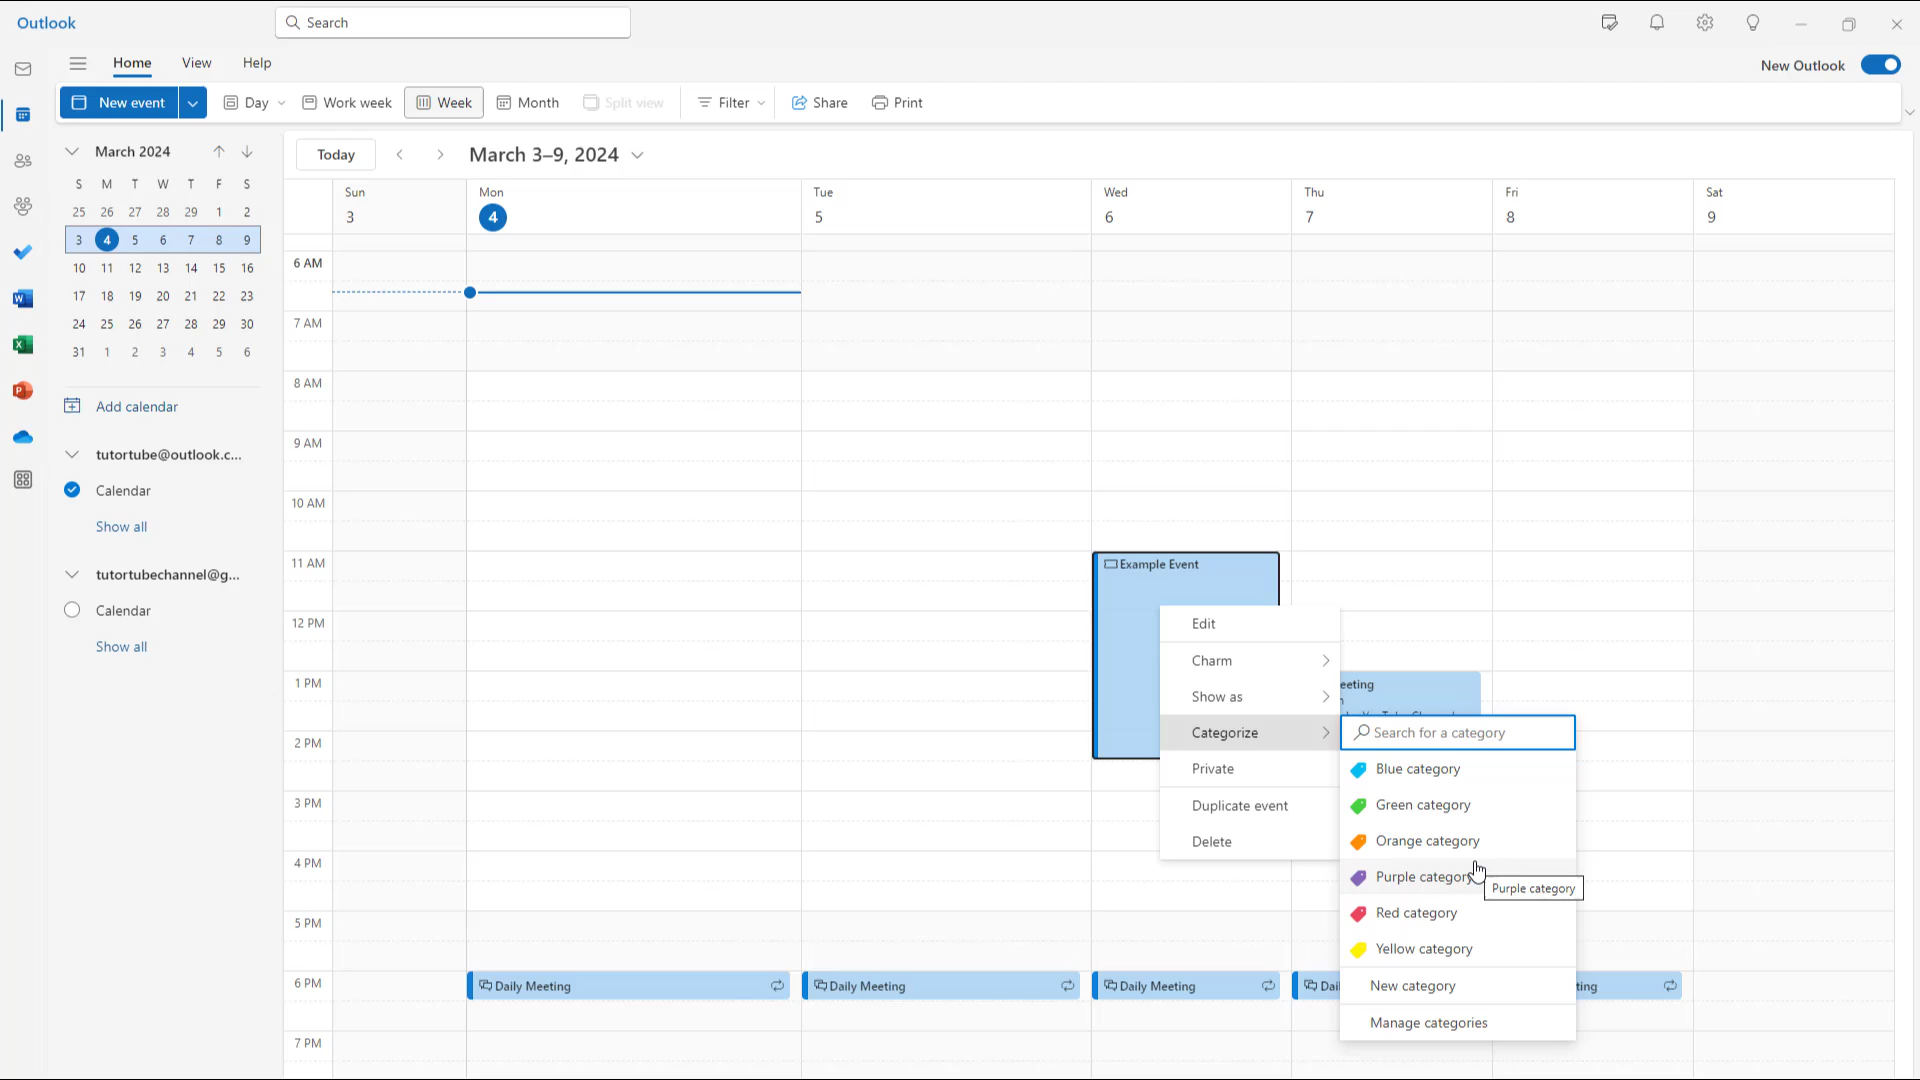 Outlook
Search
Home View Help
New Outlook
New event Day Work week Week Month Split view Filter Share Print
March 2024
S M T W T F S
25 26 27 28 29 1 2
3 4 5 6 7 8 9
10 11 12 13 14 15 16
17 18 19 20 21 22 23
24 25 26 27 28 29 30
31 1 2 3 4 5 6
Add calendar
tutortube@outlook.c...
Calendar
Show all
tutortubechannel@g...
Calendar
Show all
Today March 3–9, 2024
Sun Mon Tue Wed Thu Fri Sat
3 4 5 6 7 8 9
6 AM
7 AM
8 AM
9 AM
10 AM
11 AM
12 PM
1 PM
2 PM
3 PM
4 PM
5 PM
6 PM
7 PM
Example Event
eeting
Edit
Charm
Show as
Categorize
Private
Duplicate event
Delete
Search for a category
Blue category
Green category
Orange category
Purple category
Purple category
Red category
Yellow category
New category
Manage categories
Daily Meeting Daily Meeting Daily Meeting Dai ting